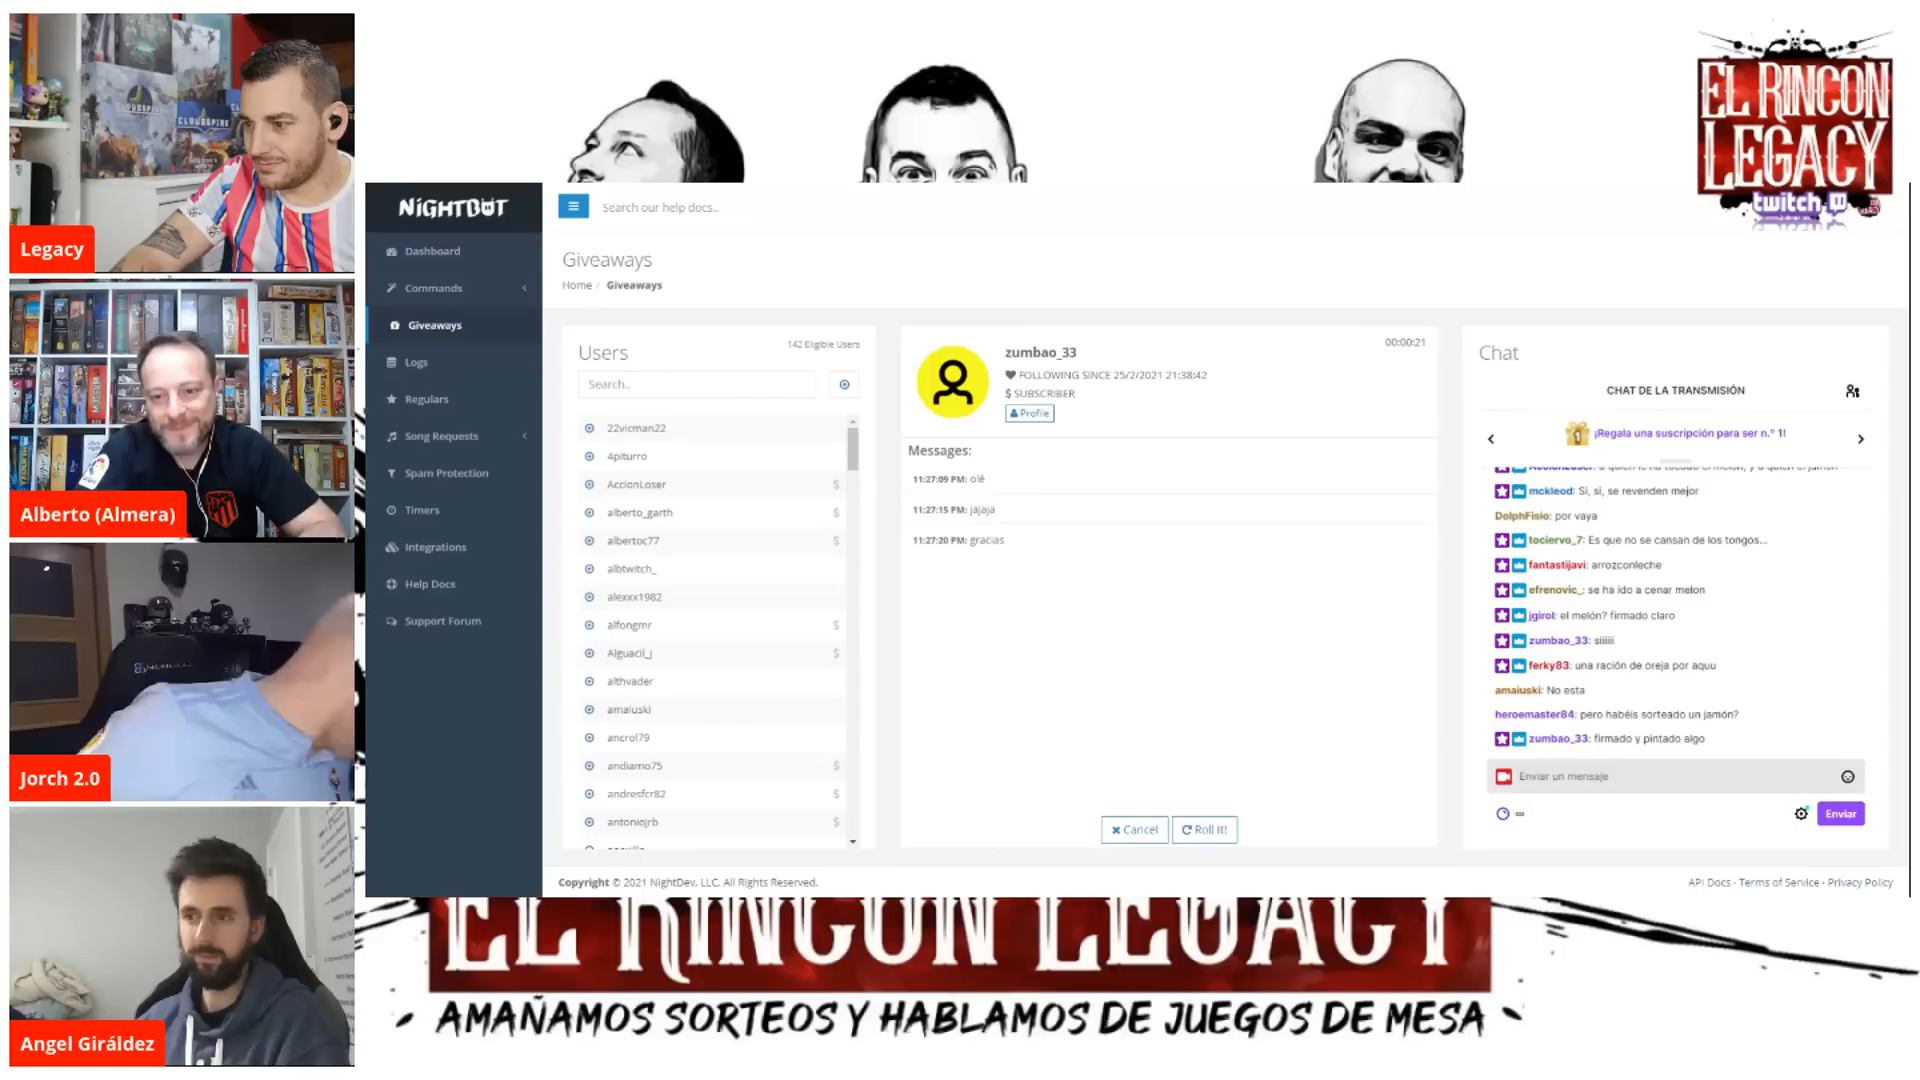 Legacy
Alberto (Almera)
Jorch 2.0
Angel Giráldez
CLOUDSPIRE
CLOUDSPIRE
EL RINCON
LEGACY
twitch
NIGHTBOT
Dashboard
Commands
Giveaways
Logs
Regulars
Song Requests
Spam Protection
Timers
Integrations
Help Docs
Support Forum
Search our help docs..
Giveaways
Home / Giveaways
Users
142 Eligible Users
Search..
22vicman22
4piturro
AccionLoser $
alberto_garth $
albertoc77 $
albtwitch_
alexxx1982
alfongmr $
Alguacil_j $
althvader
amaiuski
ancrol79
andiamo75 $
andresfcr82 $
antoniojrb $
zumbao_33
00:00:21
FOLLOWING SINCE 25/2/2021 21:38:42
$ SUBSCRIBER
Profile
Messages:
11:27:09 PM: olé
11:27:15 PM: jajaja
11:27:20 PM: gracias
Cancel
Roll It!
Chat
CHAT DE LA TRANSMISIÓN
1
¡Regala una suscripción para ser n.º 1!
mckleod: Si, si, se revenden mejor
DolphFisio: por vaya
tociervo_7: Es que no se cansan de los tongos...
fantastijavi: arrozconleche
efrenovic_: se ha ido a cenar melon
jgirol: el melón? firmado claro
zumbao_33: siiiiii
ferky83: una ración de oreja por aquu
amaiuski: No esta
heroemaster84: pero habéis sorteado un jamón?
zumbao_33: firmado y pintado algo
Enviar un mensaje
Enviar
Copyright © 2021 NightDev, LLC. All Rights Reserved.
API Docs · Terms of Service · Privacy Policy
EL RINCON LEGACY
AMAÑAMOS SORTEOS Y HABLAMOS DE JUEGOS DE MESA